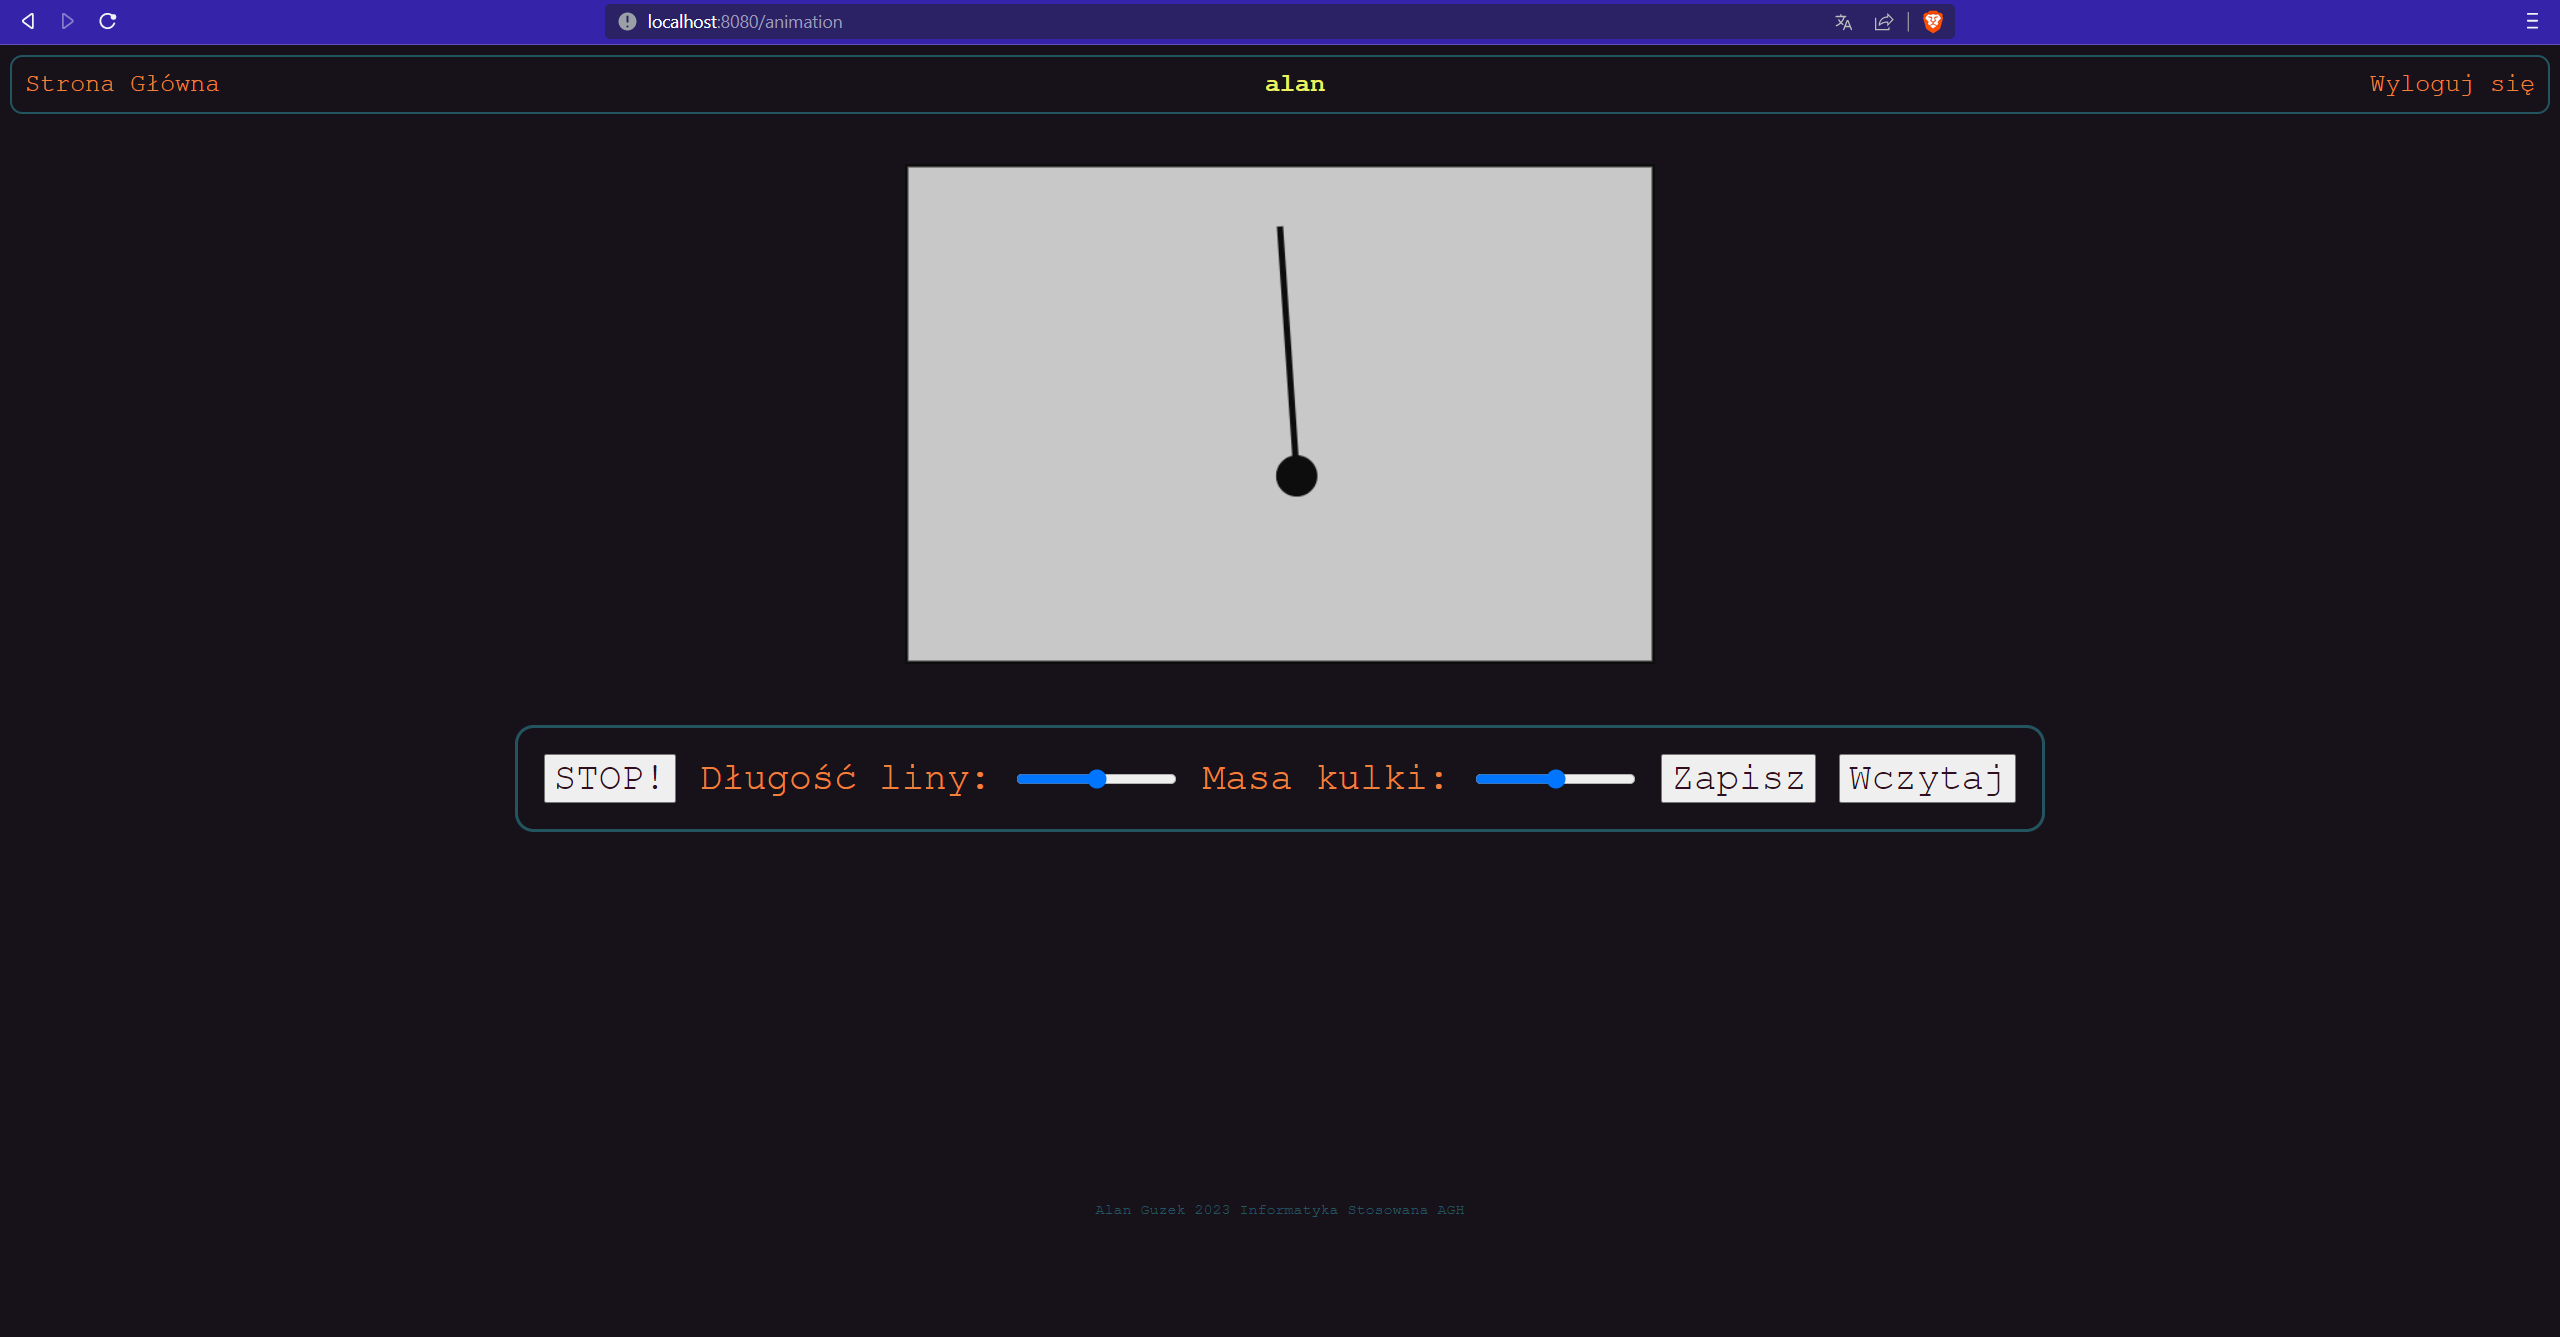 localhost:8080/animation
Strona Główna alan Wyloguj się
STOP! Długość liny: Masa kulki: Zapisz Wczytaj
Alan Guzek 2023 Informatyka Stosowana AGH